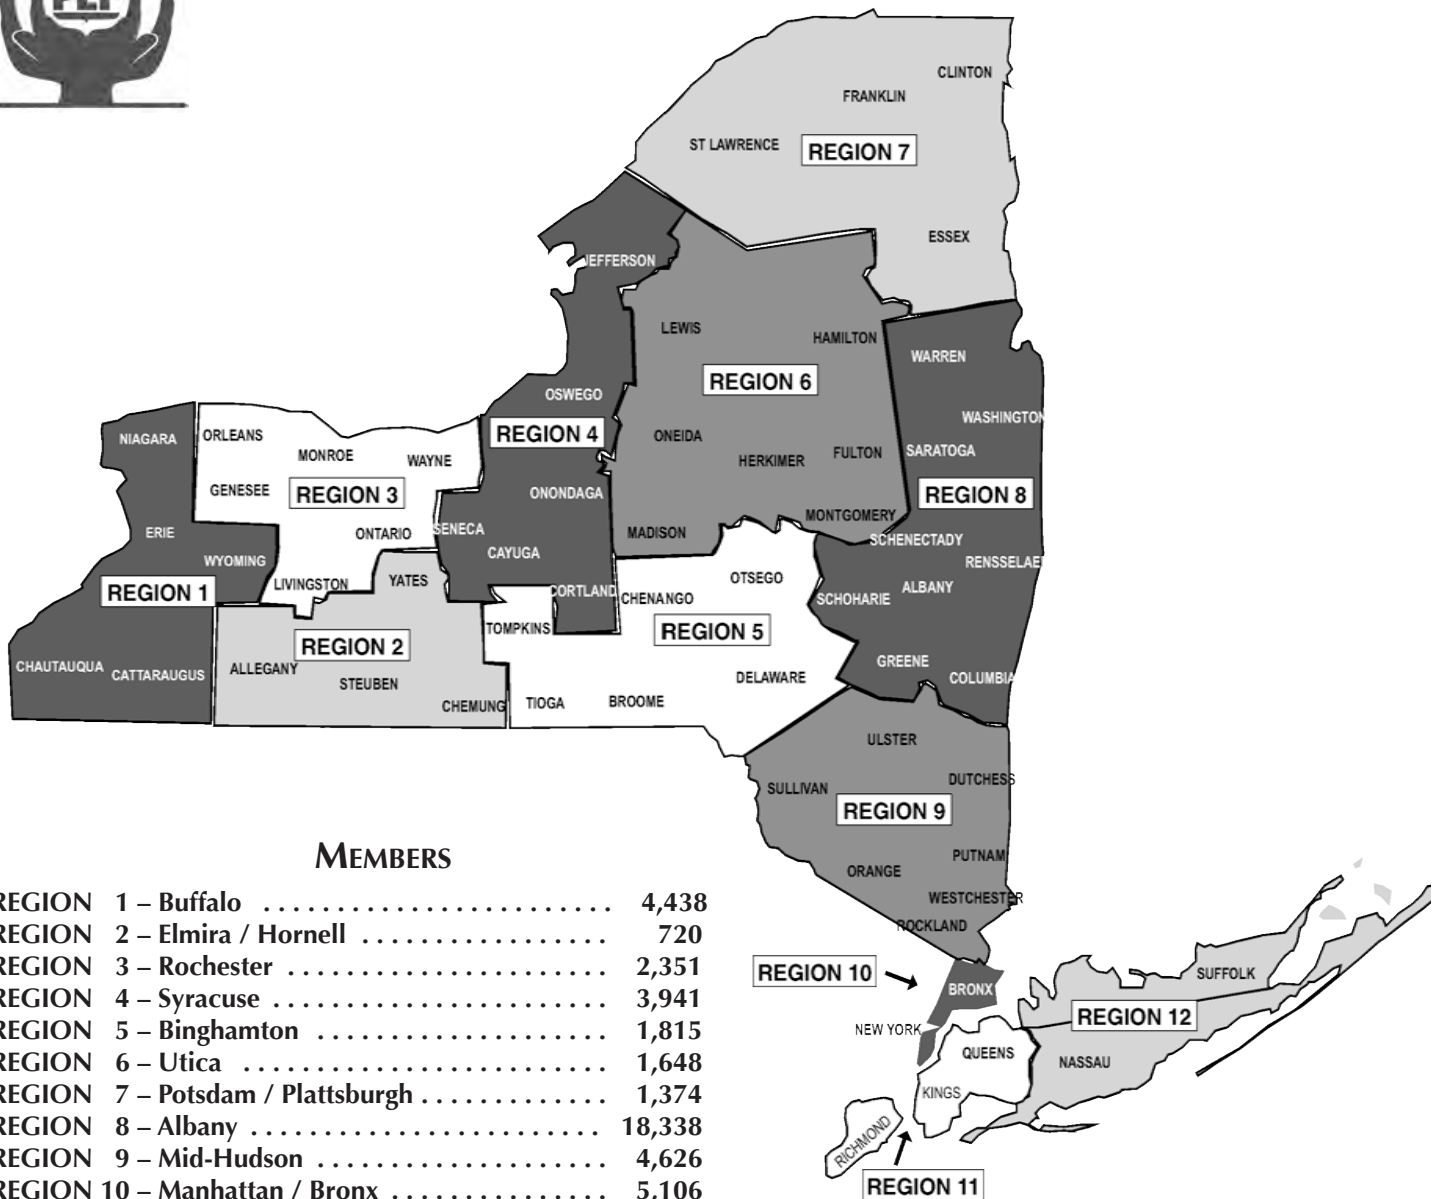 PEF
CLINTON
FRANKLIN
ST LAWRENCE
REGION 7
ESSEX
JEFFERSON
LEWIS
HAMILTON
WARREN
REGION 6
OSWEGO
WASHINGTON
NIAGARA
ORLEANS
REGION 4
ONEIDA
MONROE
WAYNE
HERKIMER
FULTON
SARATOGA
GENESEE
REGION 3
ONONDAGA
REGION 8
MONTGOMERY
ERIE
ONTARIO
SENECA
MADISON
SCHENECTADY
WYOMING
CAYUGA
RENSSELAE
LIVINGSTON
YATES
OTSEGO
ALBANY
REGION 1
CORTLAND
CHENANGO
SCHOHARIE
TOMPKINS
REGION 5
REGION 2
CHAUTAUQUA
CATTARAUGUS
ALLEGANY
GREENE
STEUBEN
DELAWARE
COLUMBIA
CHEMUNG
TIOGA
BROOME
ULSTER
SULLIVAN
DUTCHESS
REGION 9
PUTNAM
ORANGE
WESTCHESTER
ROCKLAND
REGION 10
BRONX
SUFFOLK
REGION 12
NEW YORK
QUEENS
NASSAU
KINGS
RICHMOND
REGION 11
MEMBERS
REGION 1 – Buffalo ........................ 4,438
REGION 2 – Elmira / Hornell ................. 720
REGION 3 – Rochester ...................... 2,351
REGION 4 – Syracuse ....................... 3,941
REGION 5 – Binghamton .................... 1,815
REGION 6 – Utica ......................... 1,648
REGION 7 – Potsdam / Plattsburgh ............. 1,374
REGION 8 – Albany ........................ 18,338
REGION 9 – Mid-Hudson .................... 4,626
REGION 10 – Manhattan / Bronx ............... 5,106